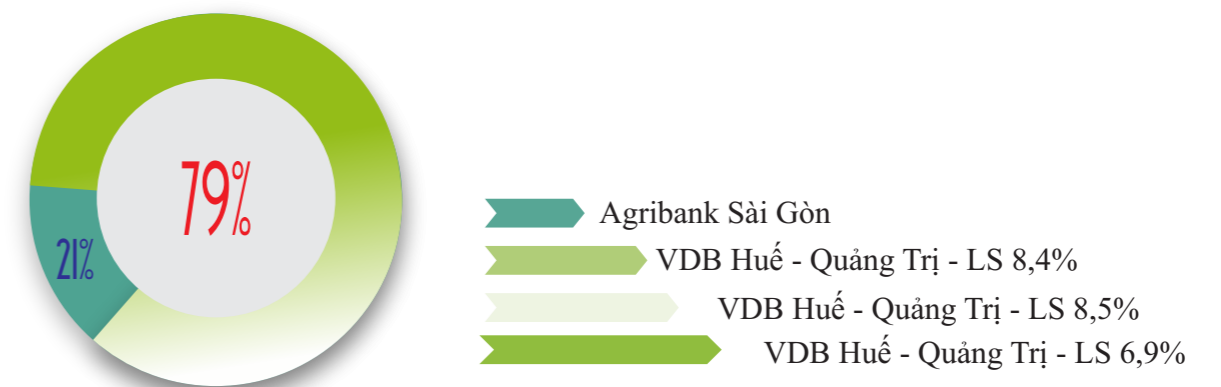 79%
21%
Agribank Sài Gòn
VDB Huế - Quảng Trị - LS 8,4%
VDB Huế - Quảng Trị - LS 8,5%
VDB Huế - Quảng Trị - LS 6,9%